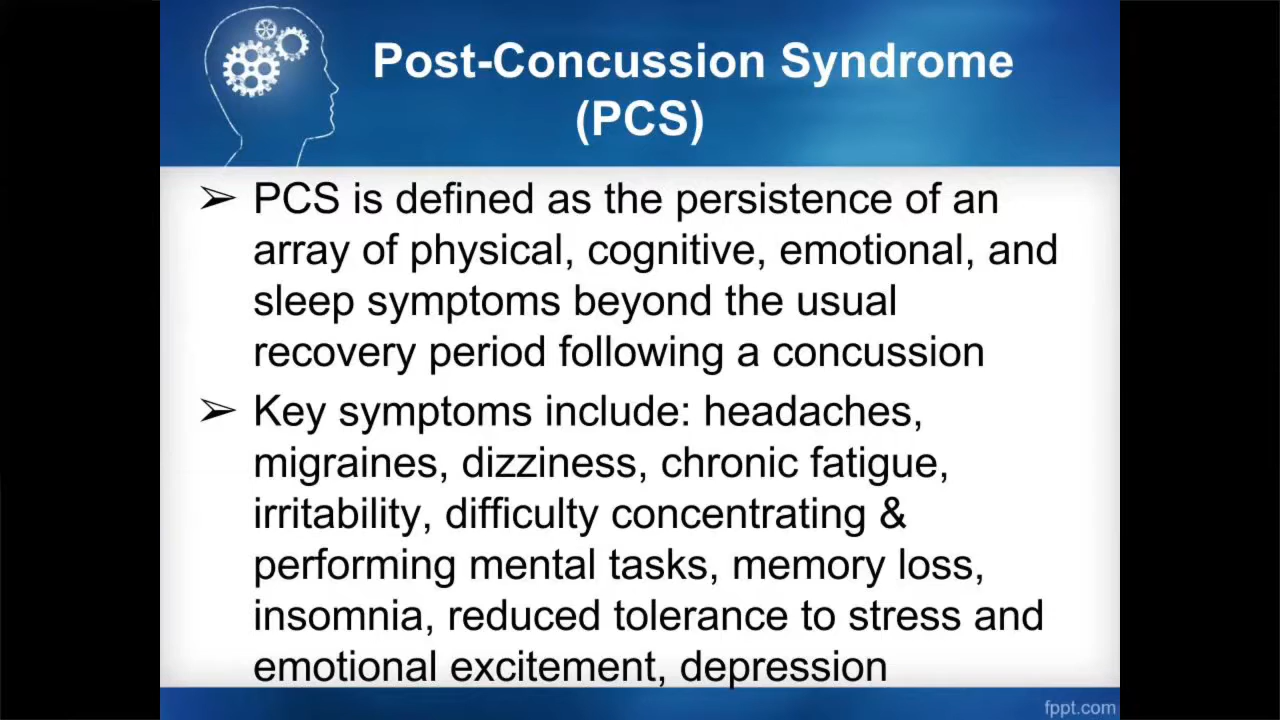 Post-Concussion Syndrome
(PCS)
➢ PCS is defined as the persistence of an
array of physical, cognitive, emotional, and
sleep symptoms beyond the usual
recovery period following a concussion
➢ Key symptoms include: headaches,
migraines, dizziness, chronic fatigue,
irritability, difficulty concentrating &
performing mental tasks, memory loss,
insomnia, reduced tolerance to stress and
emotional excitement, depression
fppt.com